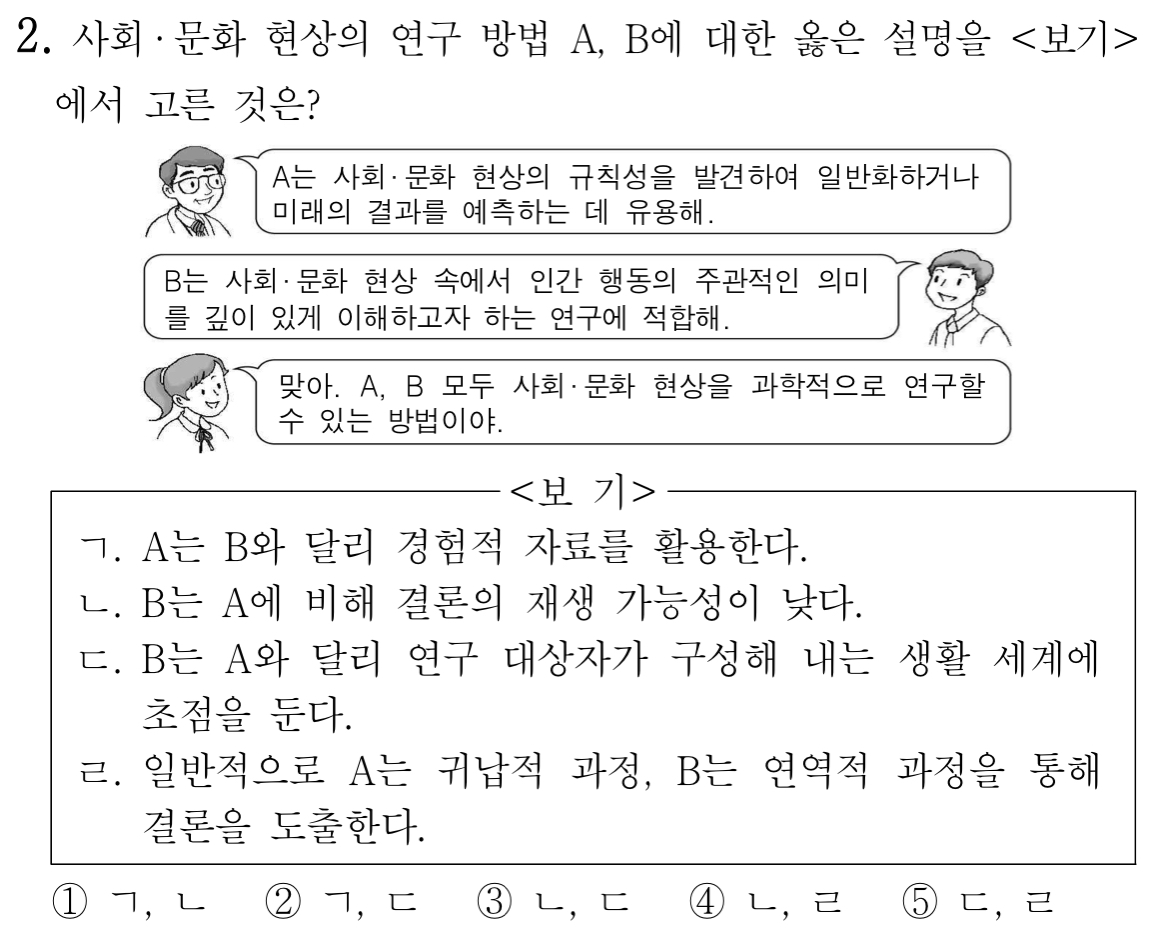 2. 사회·문화 현상의 연구 방법 A, B에 대한 옳은 설명을 <보기>
에서 고른 것은?
A는 사회·문화 현상의 규칙성을 발견하여 일반화하거나
미래의 결과를 예측하는 데 유용해.
B는 사회·문화 현상 속에서 인간 행동의 주관적인 의미
를 깊이 있게 이해하고자 하는 연구에 적합해.
맞아. A, B 모두 사회·문화 현상을 과학적으로 연구할
수 있는 방법이야.
<보 기>
ㄱ. A는 B와 달리 경험적 자료를 활용한다.
ㄴ. B는 A에 비해 결론의 재생 가능성이 낮다.
ㄷ. B는 A와 달리 연구 대상자가 구성해 내는 생활 세계에
초점을 둔다.
ㄹ. 일반적으로 A는 귀납적 과정, B는 연역적 과정을 통해
결론을 도출한다.
① ㄱ, ㄴ ② ㄱ, ㄷ ③ ㄴ, ㄷ ④ ㄴ, ㄹ ⑤ ㄷ, ㄹ